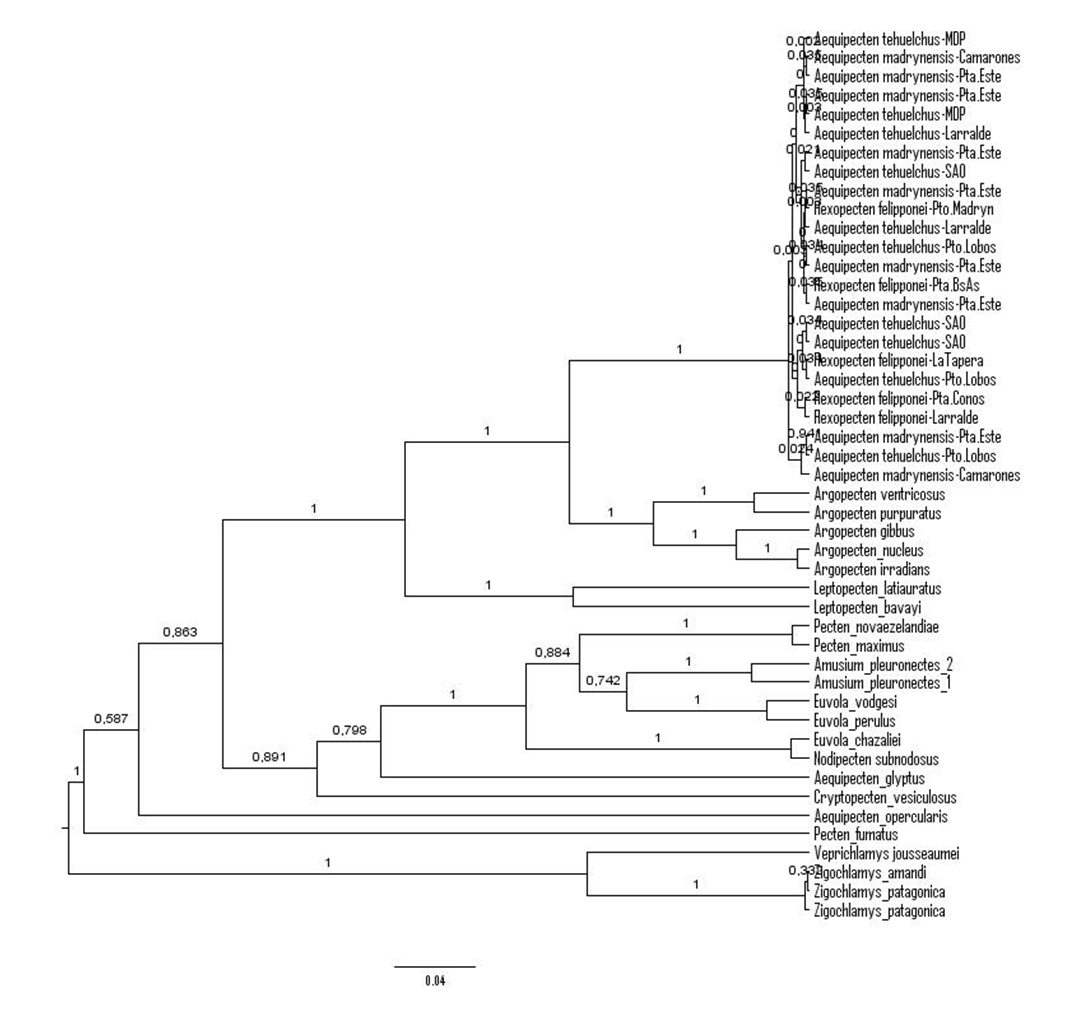 Aequipecten tehuelchus-MDP
Aequipecten madrynensis-Camarones
Aequipecten madrynensis-Pta.Este
Aequipecten madrynensis-Pta.Este
Aequipecten tehuelchus-MDP
Aequipecten tehuelchus-Larralde
Aequipecten madrynensis-Pta.Este
Aequipecten tehuelchus-SAO
Aequipecten madrynensis-Pta.Este
Flexopecten felipponei-Pto.Madryn
Aequipecten tehuelchus-Larralde
Aequipecten tehuelchus-Pto.Lobos
Aequipecten madrynensis-Pta.Este
Flexopecten felipponei-Pta.BsAs
Aequipecten madrynensis-Pta.Este
Aequipecten tehuelchus-SAO
Aequipecten tehuelchus-SAO
1
Flexopecten felipponei-LaTapera
Aequipecten tehuelchus-Pto.Lobos
Flexopecten felipponei-Pta.Conos
Flexopecten felipponei-Larralde
1
Aequipecten madrynensis-Pta.Este
Aequipecten tehuelchus-Pto.Lobos
Aequipecten madrynensis-Camarones
1
Argopecten ventricosus
1
1
Argopecten purpuratus
1
Argopecten gibbus
1
Argopecten_nucleus
Argopecten irradians
1
Leptopecten_latiauratus
Leptopecten_bavayi
1
Pecten_novaezelandiae
0,863
Pecten_maximus
0,884
1
Amusium_pleuronectes_2
0,742
Amusium_pleuronectes_1
1
1
Euvola_vodgesi
0,587
Euvola_perulus
0,798
1
Euvola_chazaliei
0,891
Nodipecten subnodosus
1
Aequipecten_glyptus
Cryptopecten_vesiculosus
Aequipecten_opercularis
Pecten_fumatus
1
Veprichlamys jousseaumei
Zigochlamys_amandi
1
Zigochlamys_patagonica
Zigochlamys_patagonica
0.04